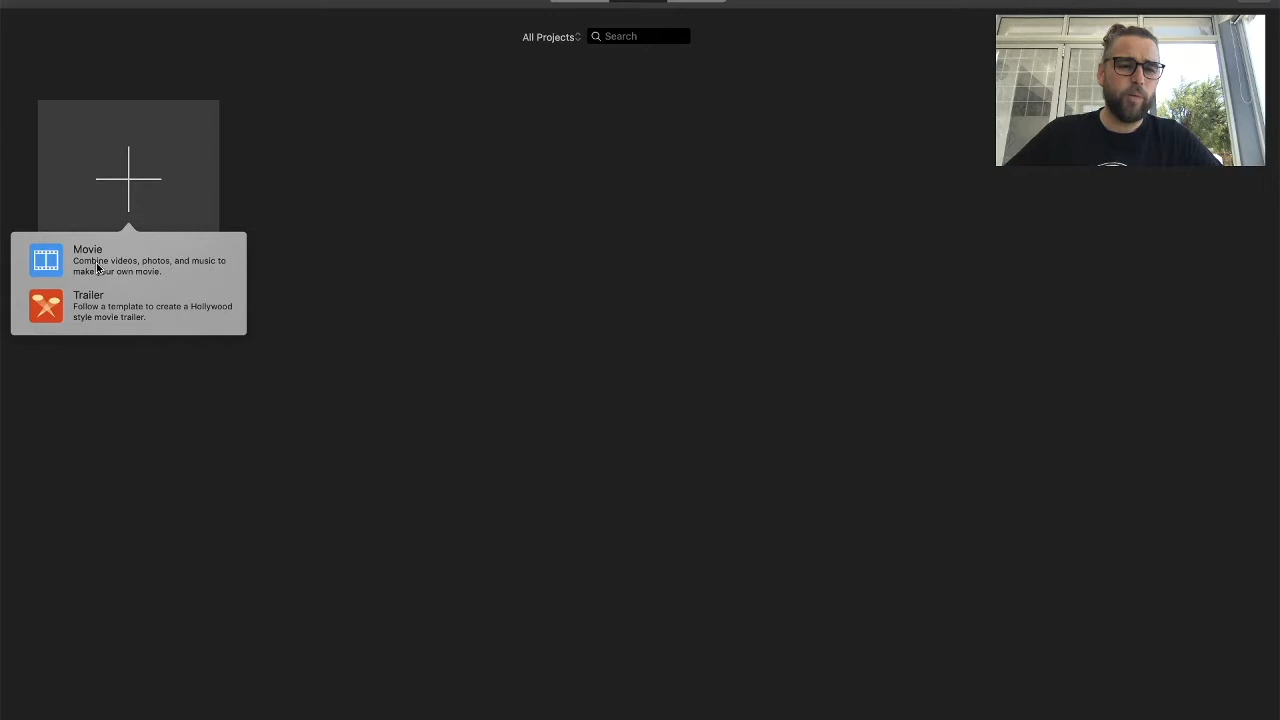 All Projects
Search
Movie
Combine videos, photos, and music to
make your own movie.
Trailer
Follow a template to create a Hollywood
style movie trailer.